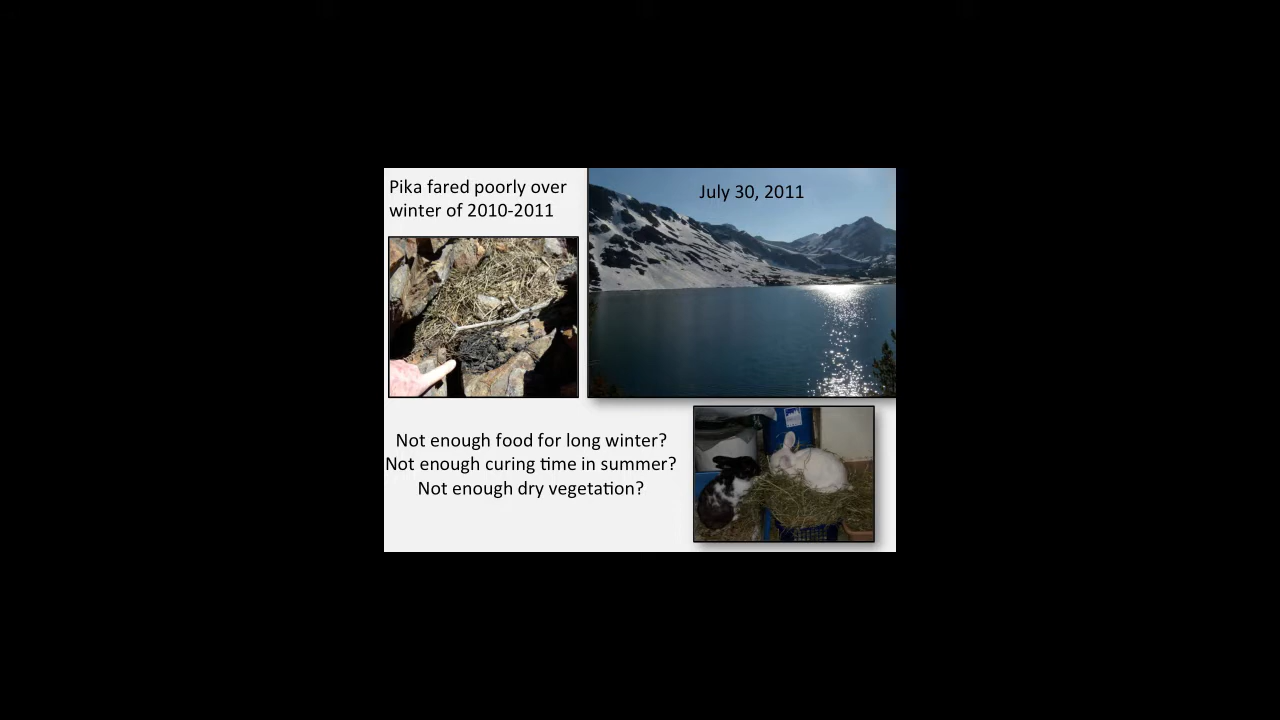 Pika fared poorly over
winter of 2010-2011
July 30, 2011
Not enough food for long winter?
Not enough curing time in summer?
Not enough dry vegetation?